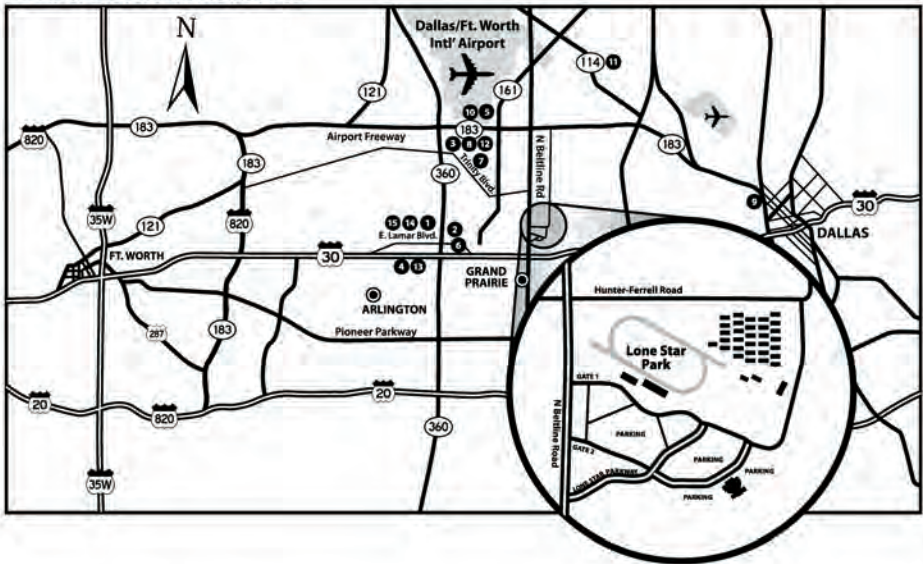 N
Dallas/Ft. Worth
Intl' Airport
114
11
121
161
10
5
820
183
183
Airport Freeway
3
8
12
N Beltline Rd
183
183
7
Trinity Blvd.
360
9
35W
121
820
15
14
1
2
E. Lamar Blvd.
6
30
DALLAS
FT. WORTH
30
4
13
GRAND
PRAIRIE
ARLINGTON
Hunter-Ferrell Road
287
183
Pioneer Parkway
Lone Star
Park
GATE 1
20
820
20
N Beltline Road
360
PARKING
GATE 2
PARKING
PARKING
LONE STAR PARKWAY
PARKING
35W